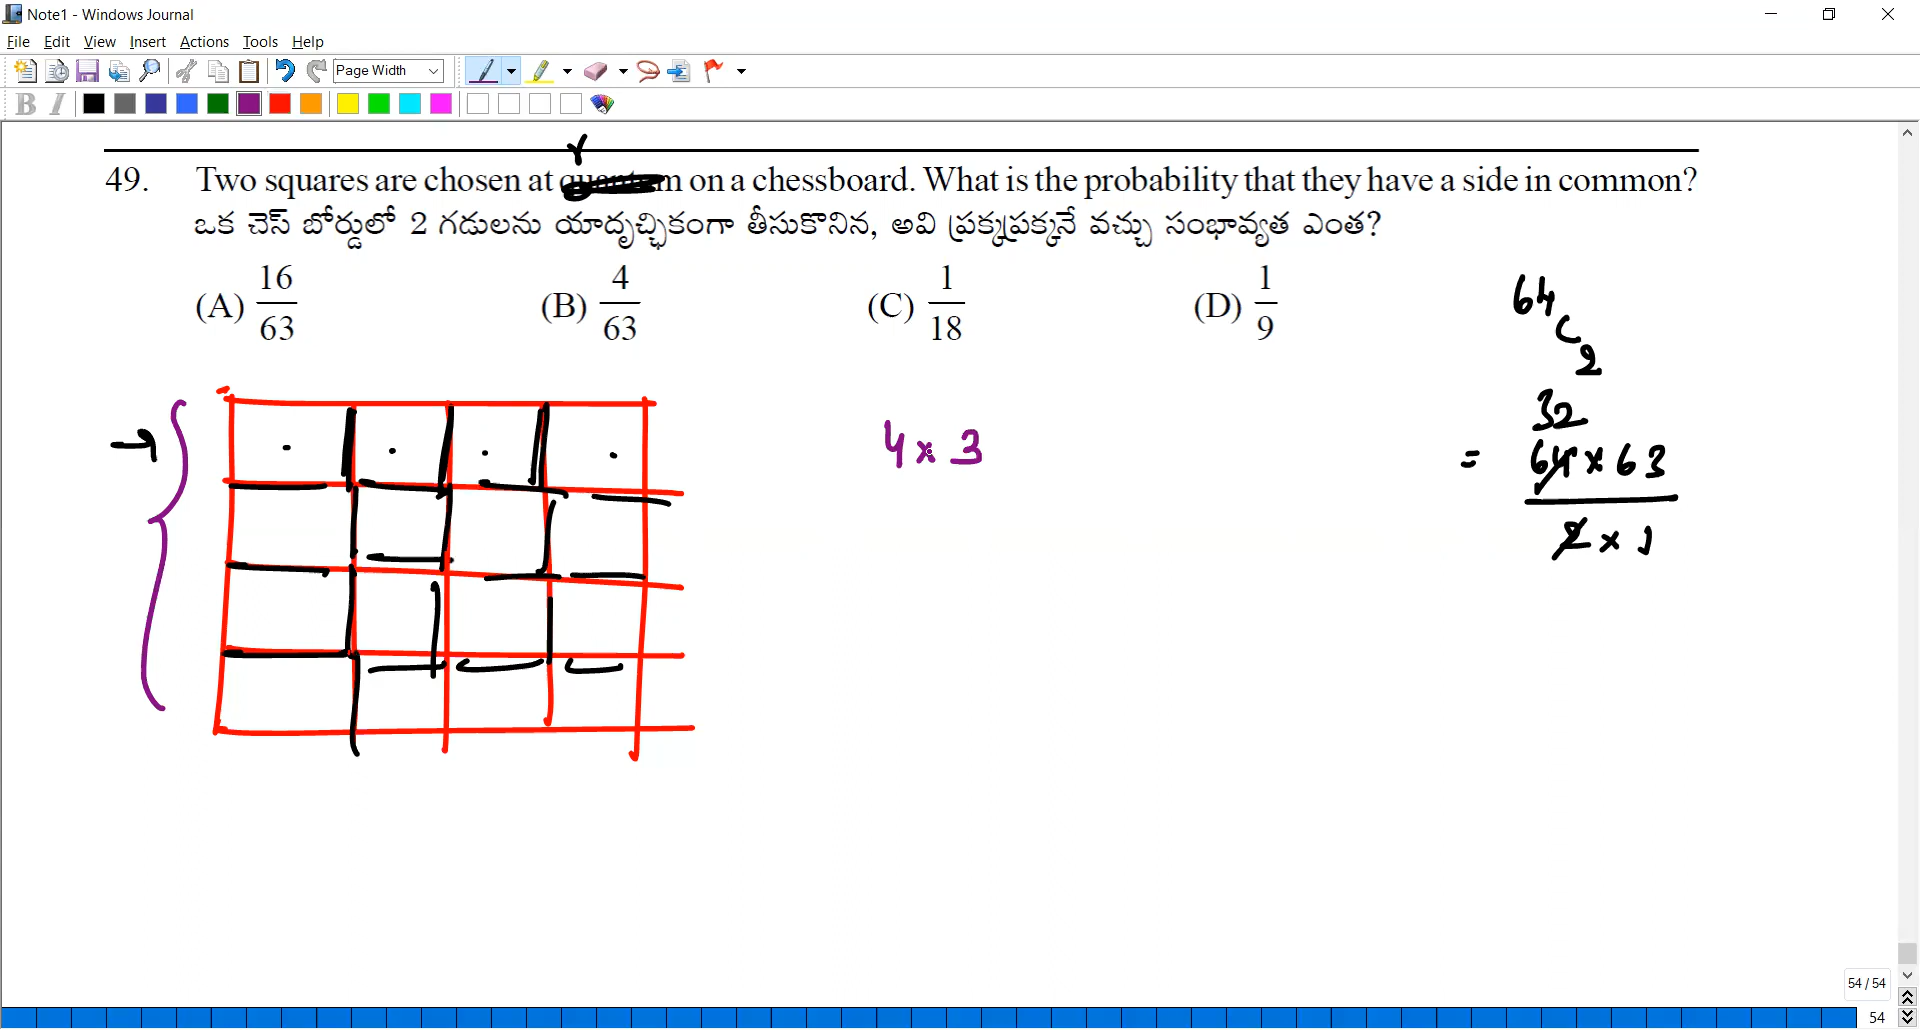 Note1 - Windows Journal
File Edit View Insert Actions Tools Help
Page Width
B I
49. Two squares are chosen at r on a chessboard. What is the probability that they have a side in common?
ఒక చెస్ బోర్డులో 2 గడులను యాదృచ్ఛికంగా తీసుకొనిన, అవి ప్రక్కప్రక్కనే వచ్చు సంభావ్యత ఎంత?
(A) 16/63 (B) 4/63 (C) 1/18 (D) 1/9
64C2
32
4 × 3
= 64 × 63
2 × 1
54 / 54
54